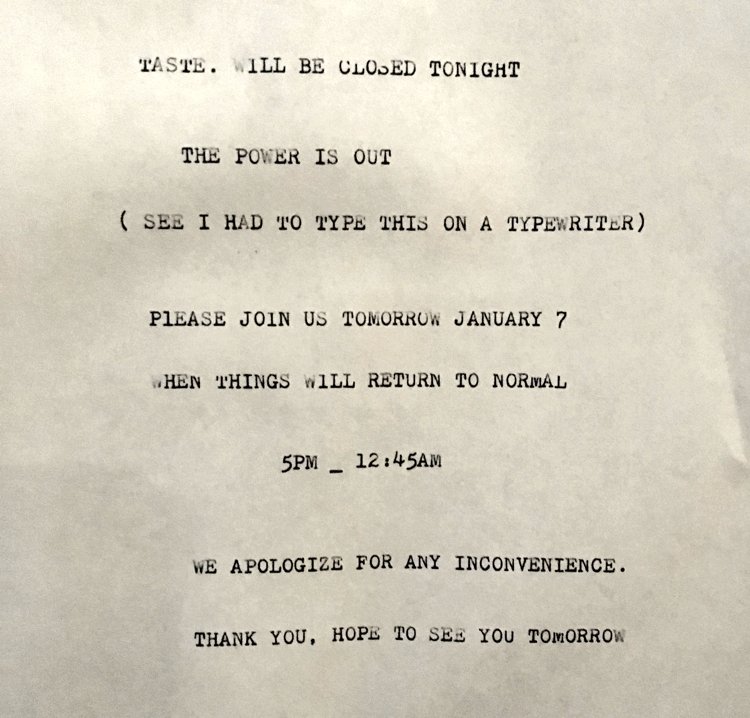 TASTE. WILL BE CLOSED TONIGHT
THE POWER IS OUT
( SEE I HAD TO TYPE THIS ON A TYPEWRITER)
PlEASE JOIN US TOMORROW JANUARY 7
WHEN THINGS WILL RETURN TO NORMAL
5PM _ 12:45AM
WE APOLOGIZE FOR ANY INCONVENIENCE.
THANK YOU, HOPE TO SEE YOU TOMORROW